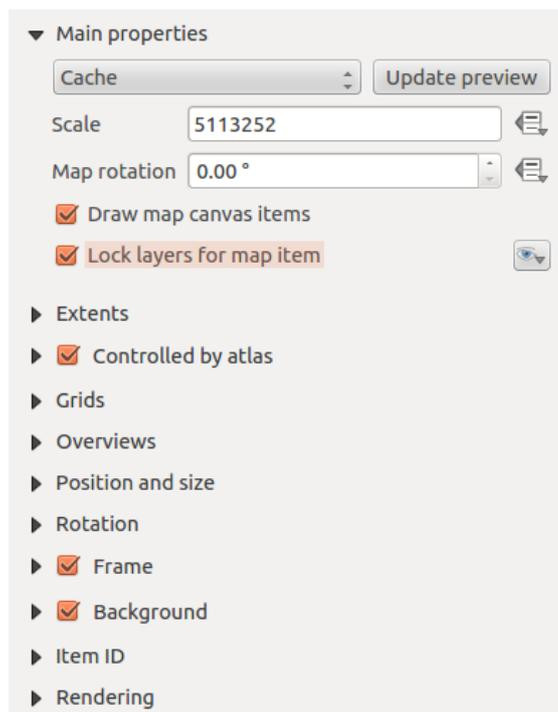 Main properties
Cache Update preview
Scale 5113252
Map rotation 0.00 °
Draw map canvas items
Lock layers for map item
Extents
Controlled by atlas
Grids
Overviews
Position and size
Rotation
Frame
Background
Item ID
Rendering